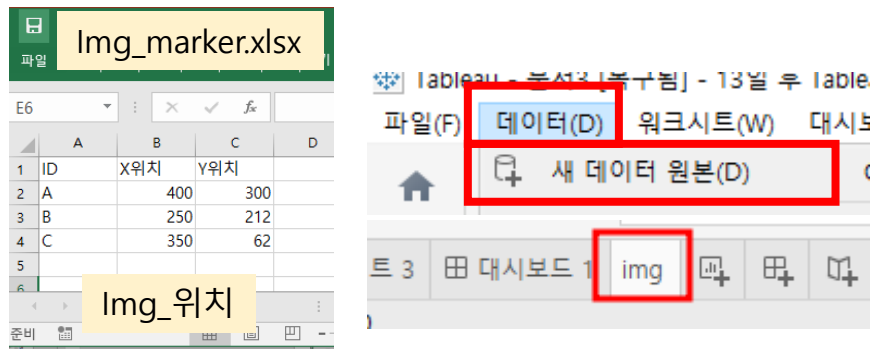 Img_marker.xlsx
파일
E6
fx
A B C D
1 ID X위치 Y위치
2 A 400 300
3 B 250 212
4 C 350 62
5
6
Img_위치
준비
Tableau - 문서3 [복구됨] - 13일 후 Table
파일(F) 데이터(D) 워크시트(W) 대시보
새 데이터 원본(D)
트 3 대시보드 1 img